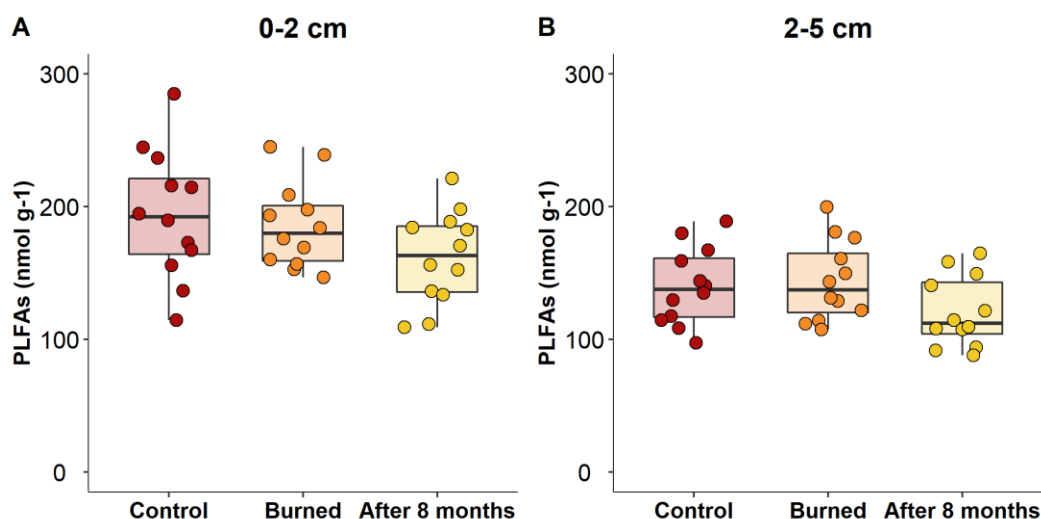 A
0-2 cm
PLFAs (nmol g-1)
300
200
100
0
Control
Burned
After 8 months
B
2-5 cm
PLFAs (nmol g-1)
300
200
100
0
Control
Burned
After 8 months